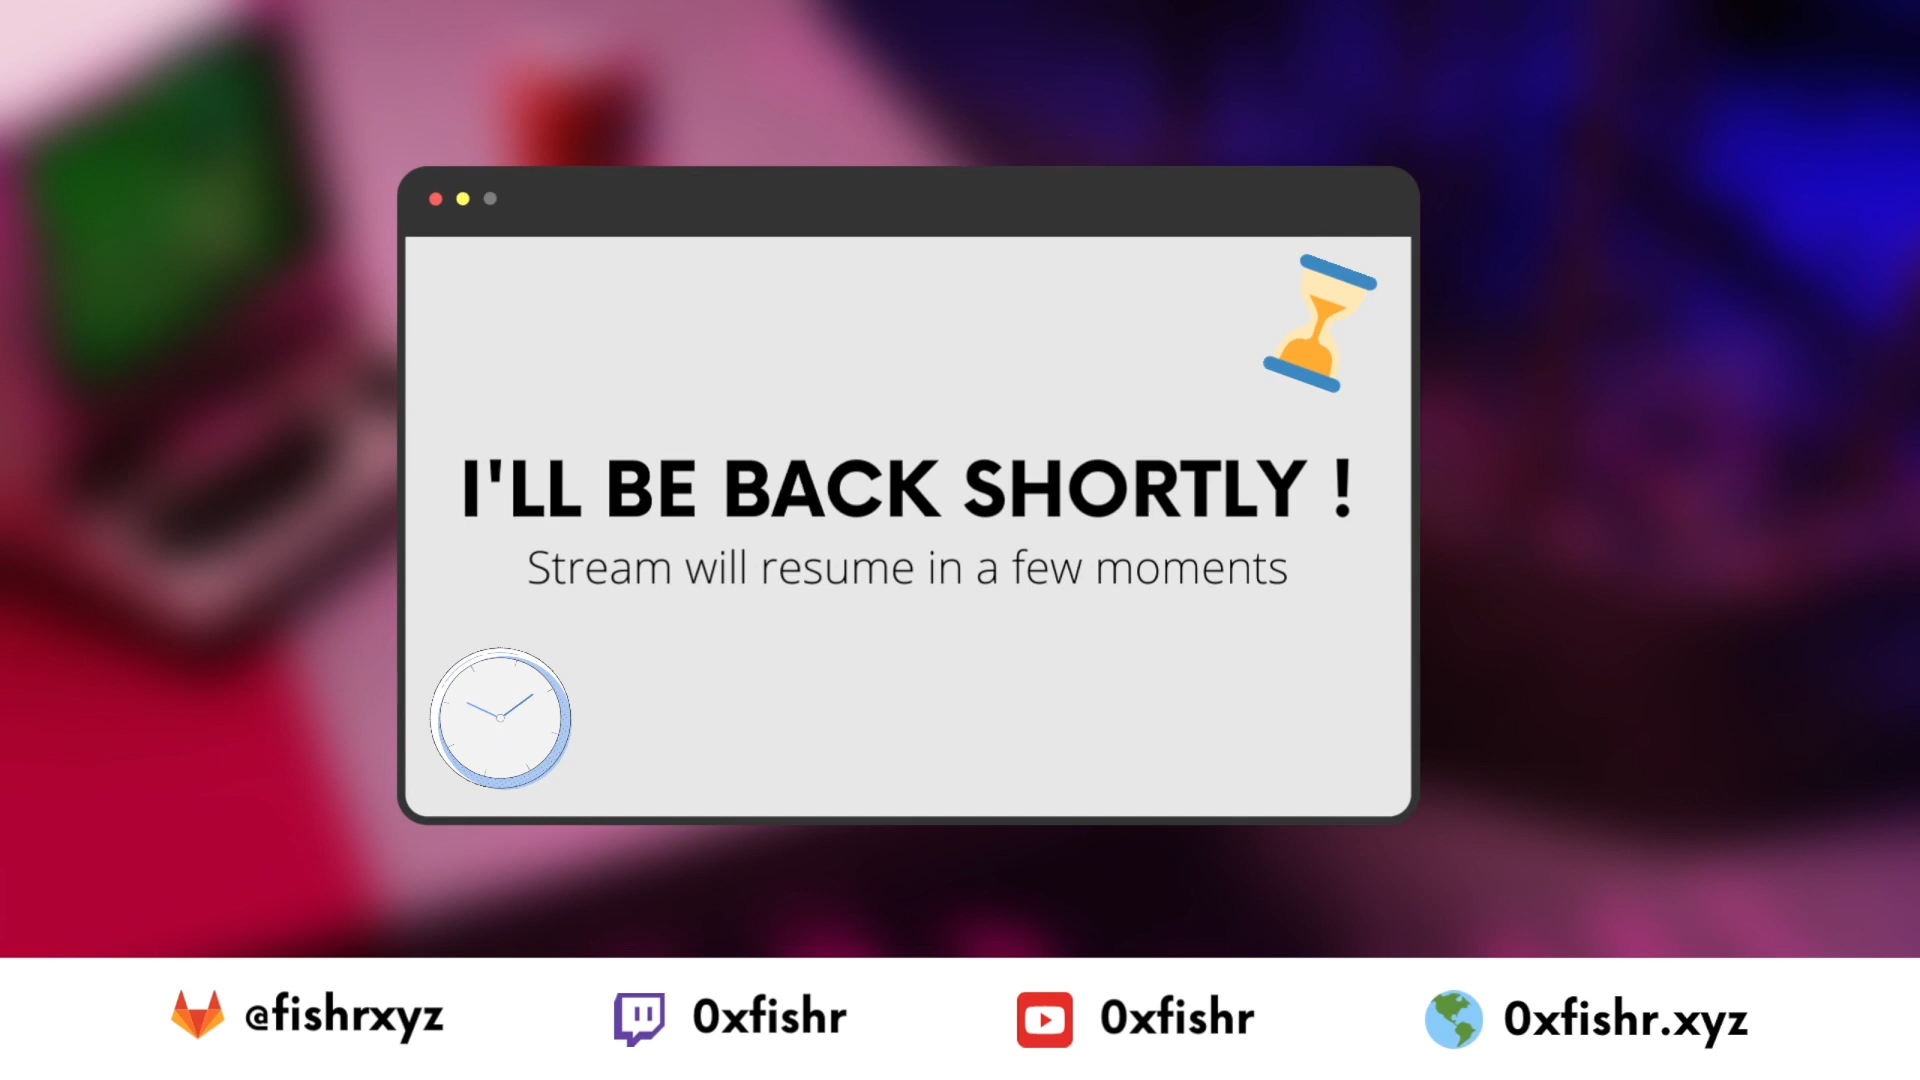 I'LL BE BACK SHORTLY !
Stream will resume in a few moments
@fishrxyz
0xfishr
0xfishr
0xfishr.xyz